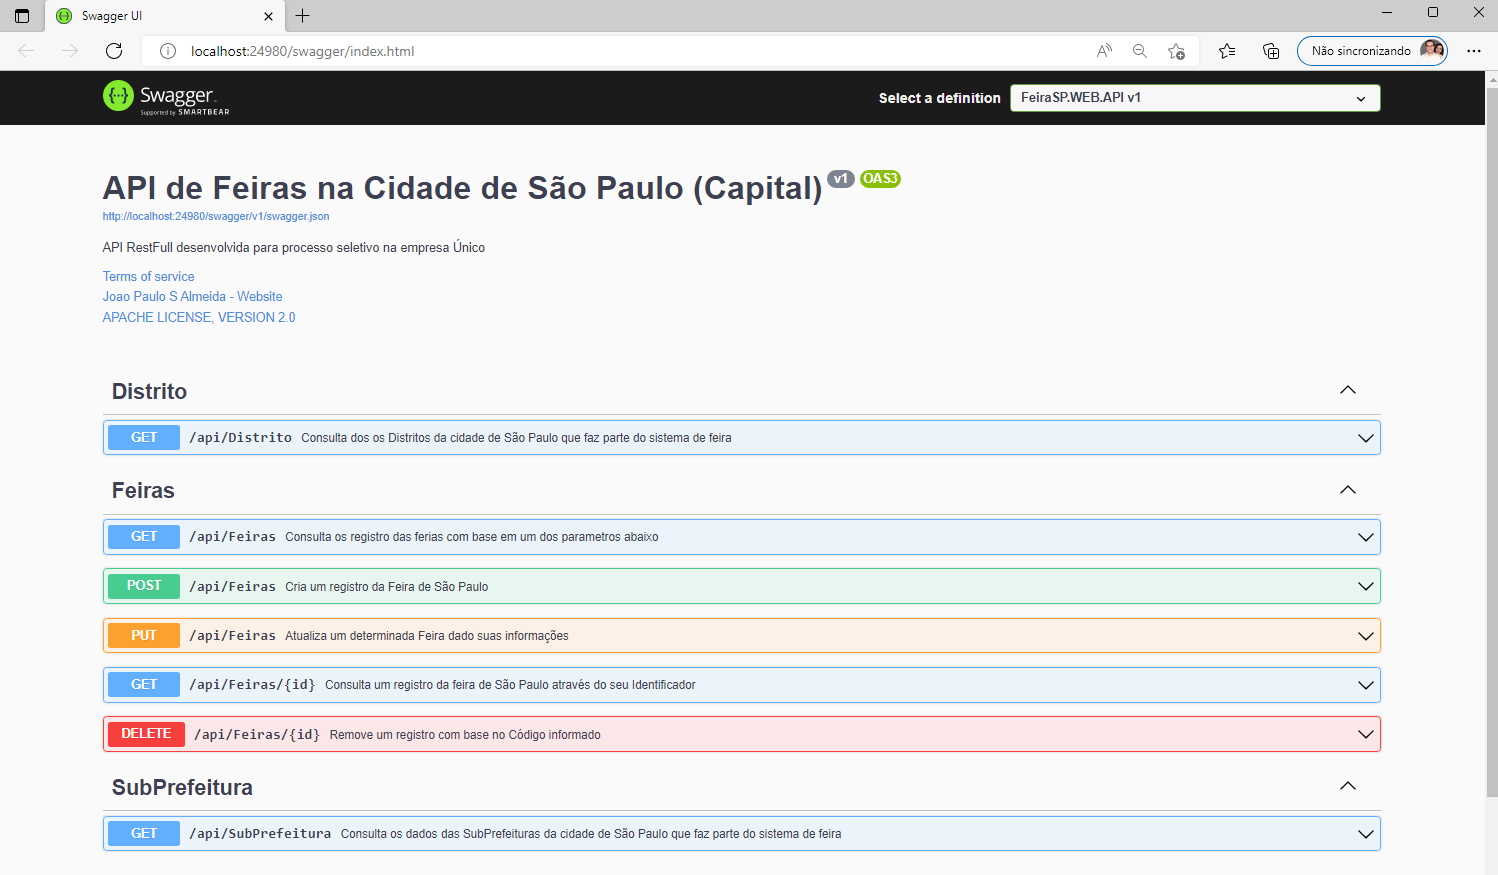 Swagger UI
localhost:24980/swagger/index.html
Não sincronizando
Swagger
Supported by SMARTBEAR
Select a definition
FeiraSP.WEB.API v1
API de Feiras na Cidade de São Paulo (Capital) v1 OAS3
http://localhost:24980/swagger/v1/swagger.json
API RestFull desenvolvida para processo seletivo na empresa Único
Terms of service
Joao Paulo S Almeida - Website
APACHE LICENSE, VERSION 2.0
Distrito
GET /api/Distrito Consulta dos os Distritos da cidade de São Paulo que faz parte do sistema de feira
Feiras
GET /api/Feiras Consulta os registro das ferias com base em um dos parametros abaixo
POST /api/Feiras Cria um registro da Feira de São Paulo
PUT /api/Feiras Atualiza um determinada Feira dado suas informações
GET /api/Feiras/{id} Consulta um registro da feira de São Paulo através do seu Identificador
DELETE /api/Feiras/{id} Remove um registro com base no Código informado
SubPrefeitura
GET /api/SubPrefeitura Consulta os dados das SubPrefeituras da cidade de São Paulo que faz parte do sistema de feira